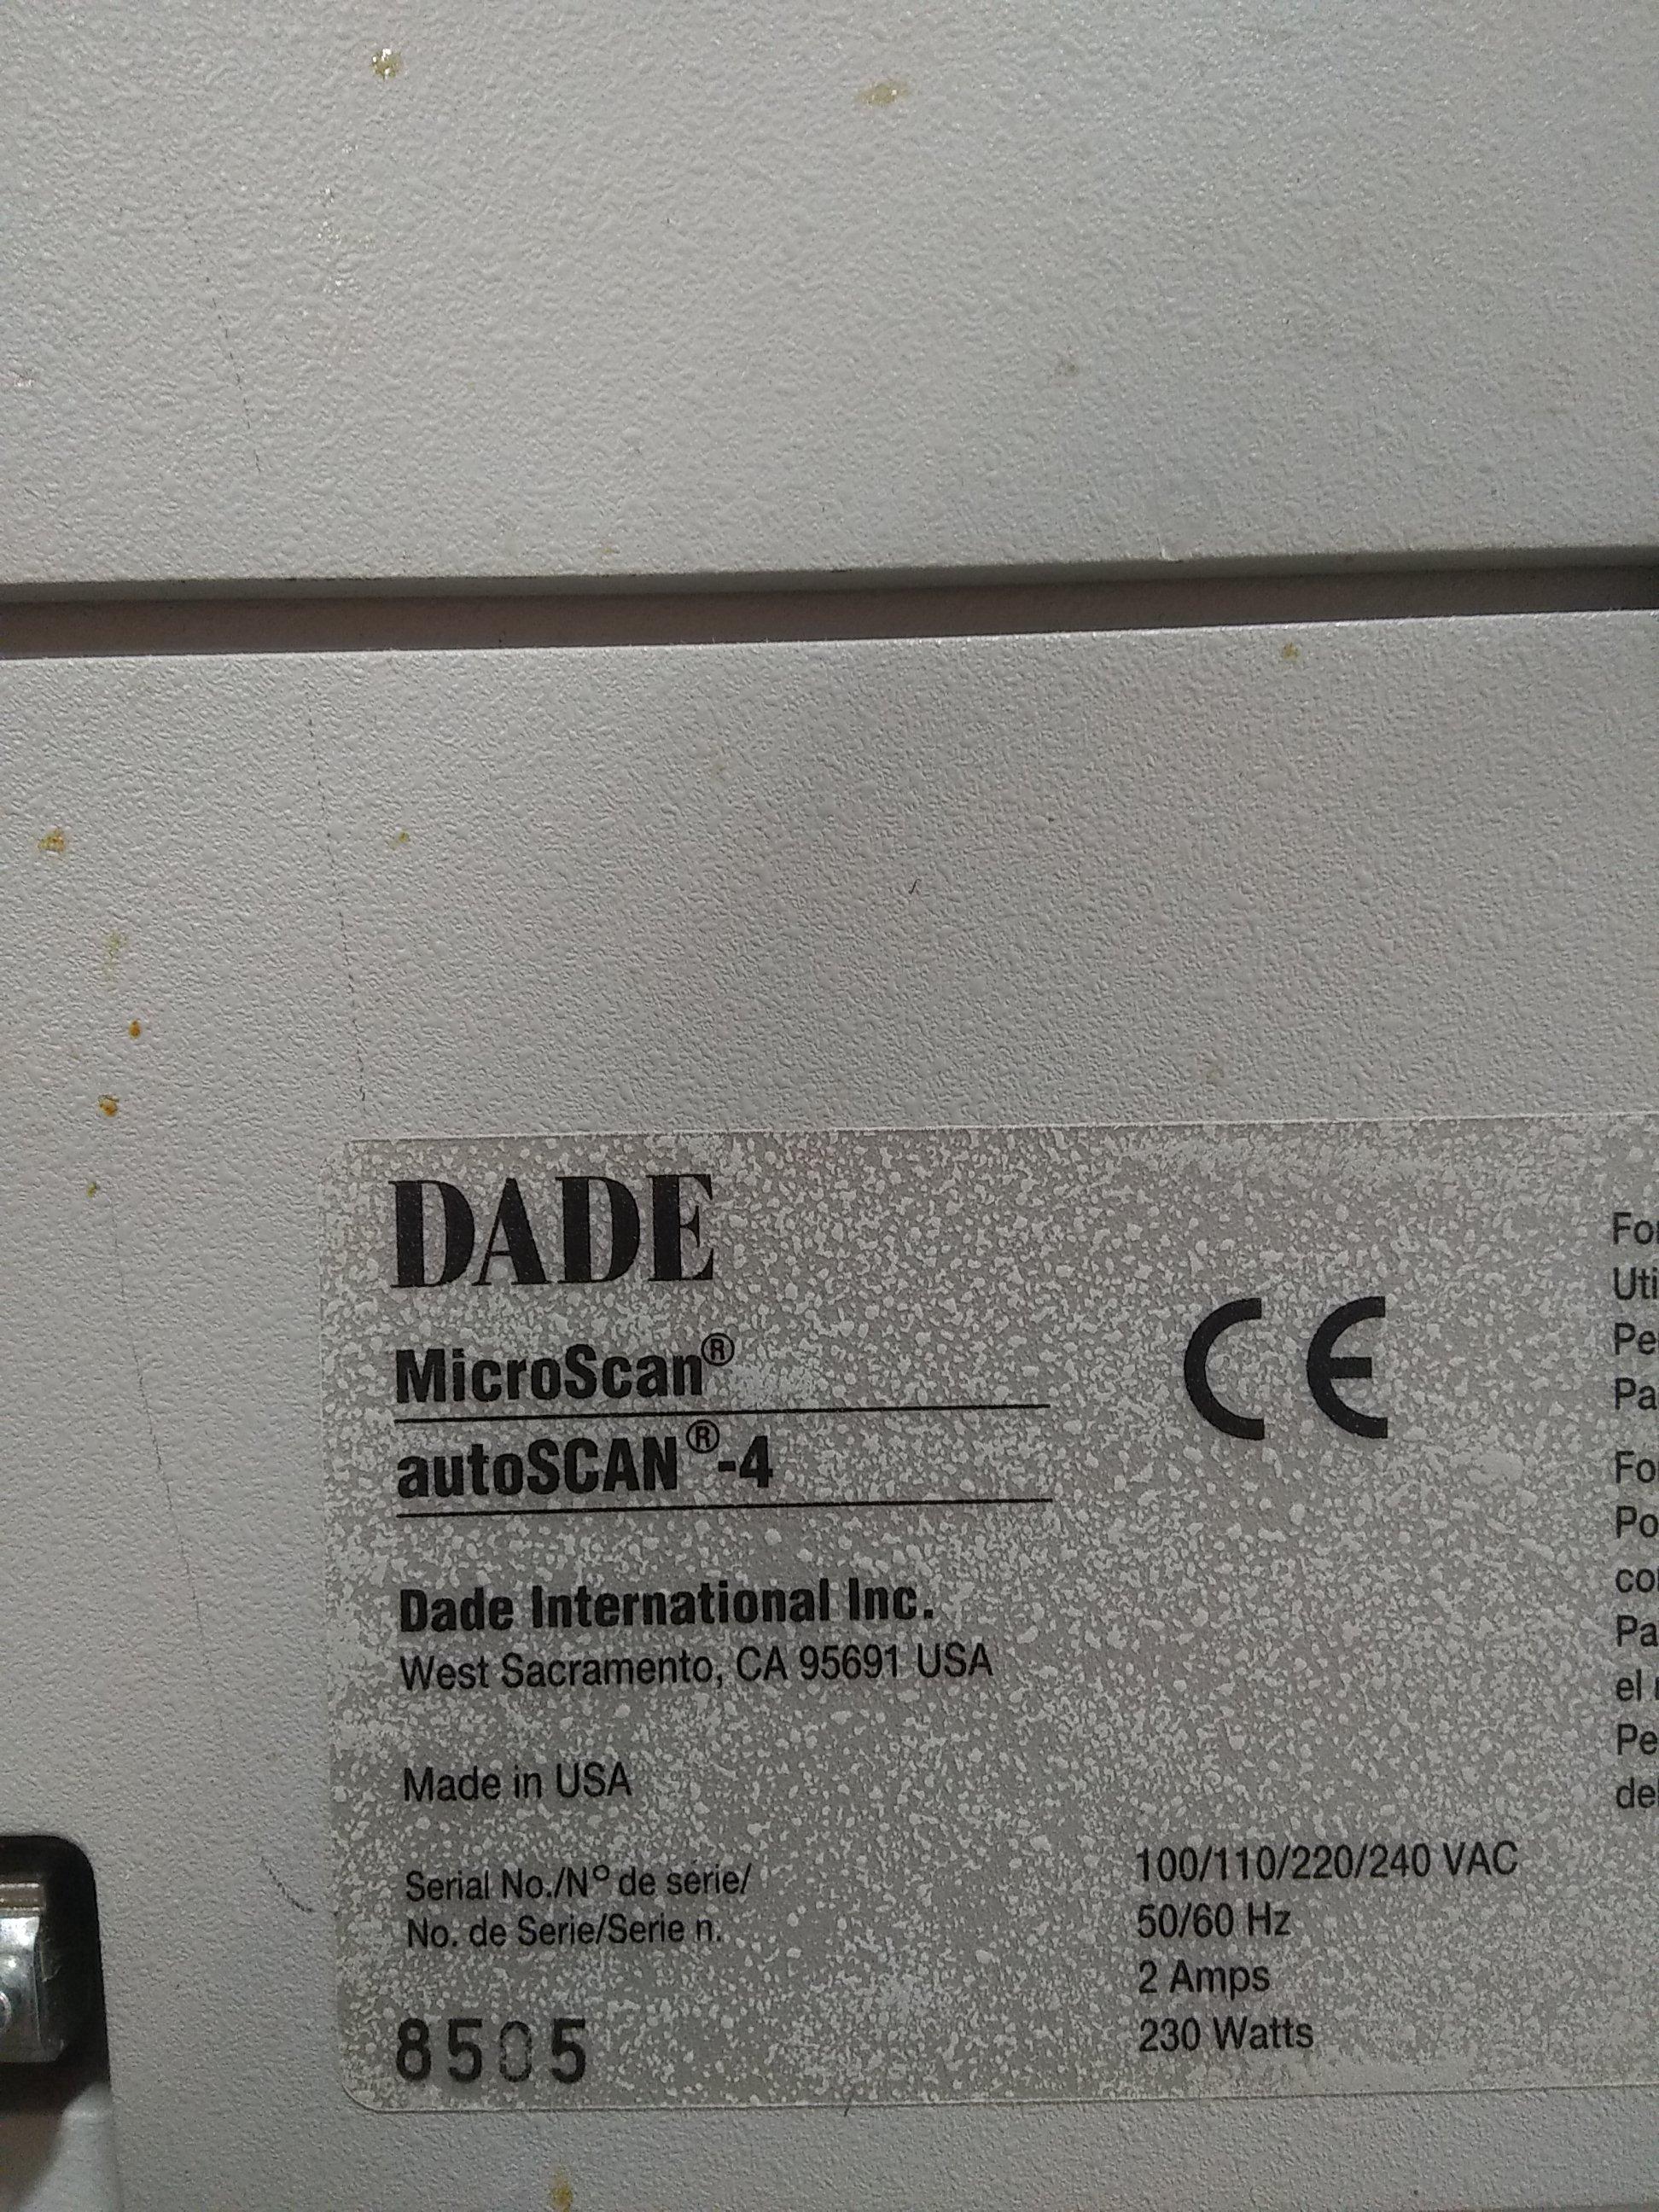 DADE
MicroScan®
autoSCAN®-4
CE
Dade International Inc.
West Sacramento, CA 95691 USA
Made in USA
Serial No./N° de série/
No. de Serie/Serie n.
8505
100/110/220/240 VAC
50/60 Hz
2 Amps
230 Watts
el